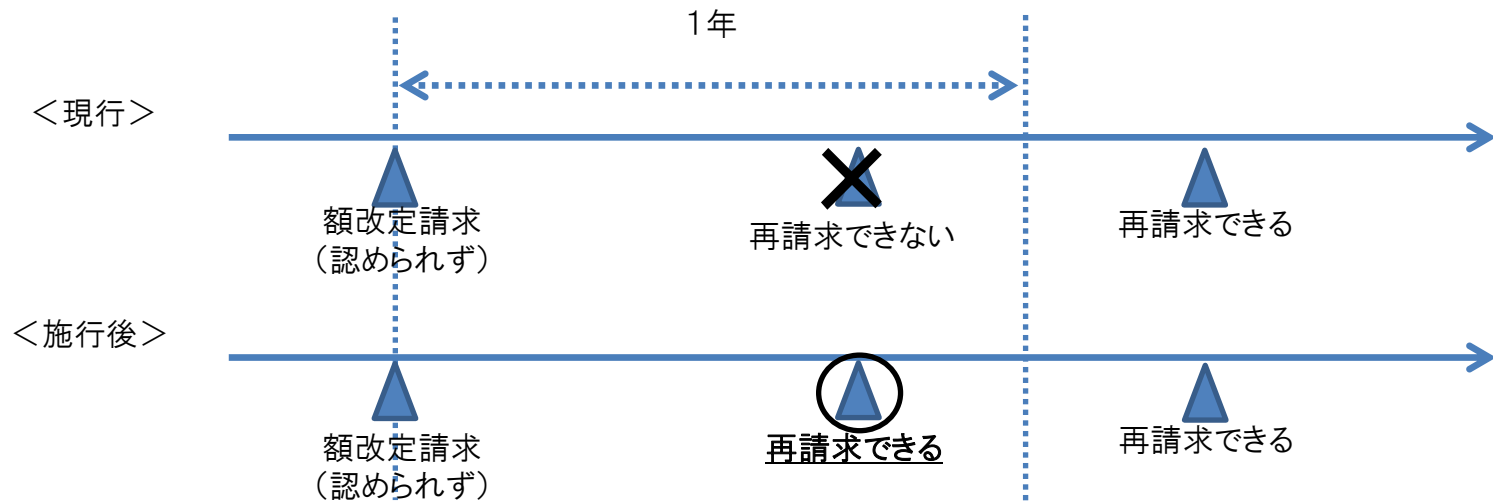 1年
＜現行＞
額改定請求
（認められず）
再請求できない
再請求できる
＜施行後＞
額改定請求
（認められず）
再請求できる
再請求できる